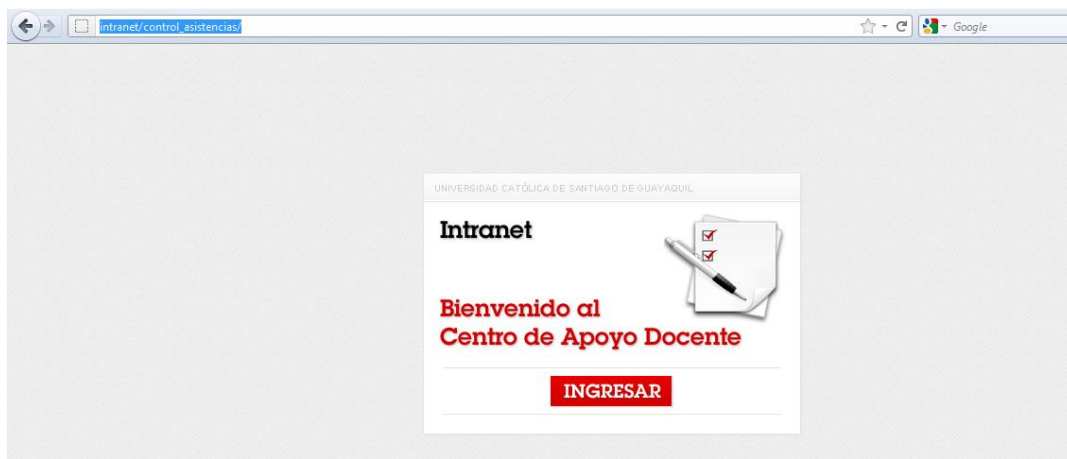 intranet/control_asistencias/
Google
UNIVERSIDAD CATÓLICA DE SANTIAGO DE GUAYAQUIL
Intranet
Bienvenido al
Centro de Apoyo Docente
INGRESAR